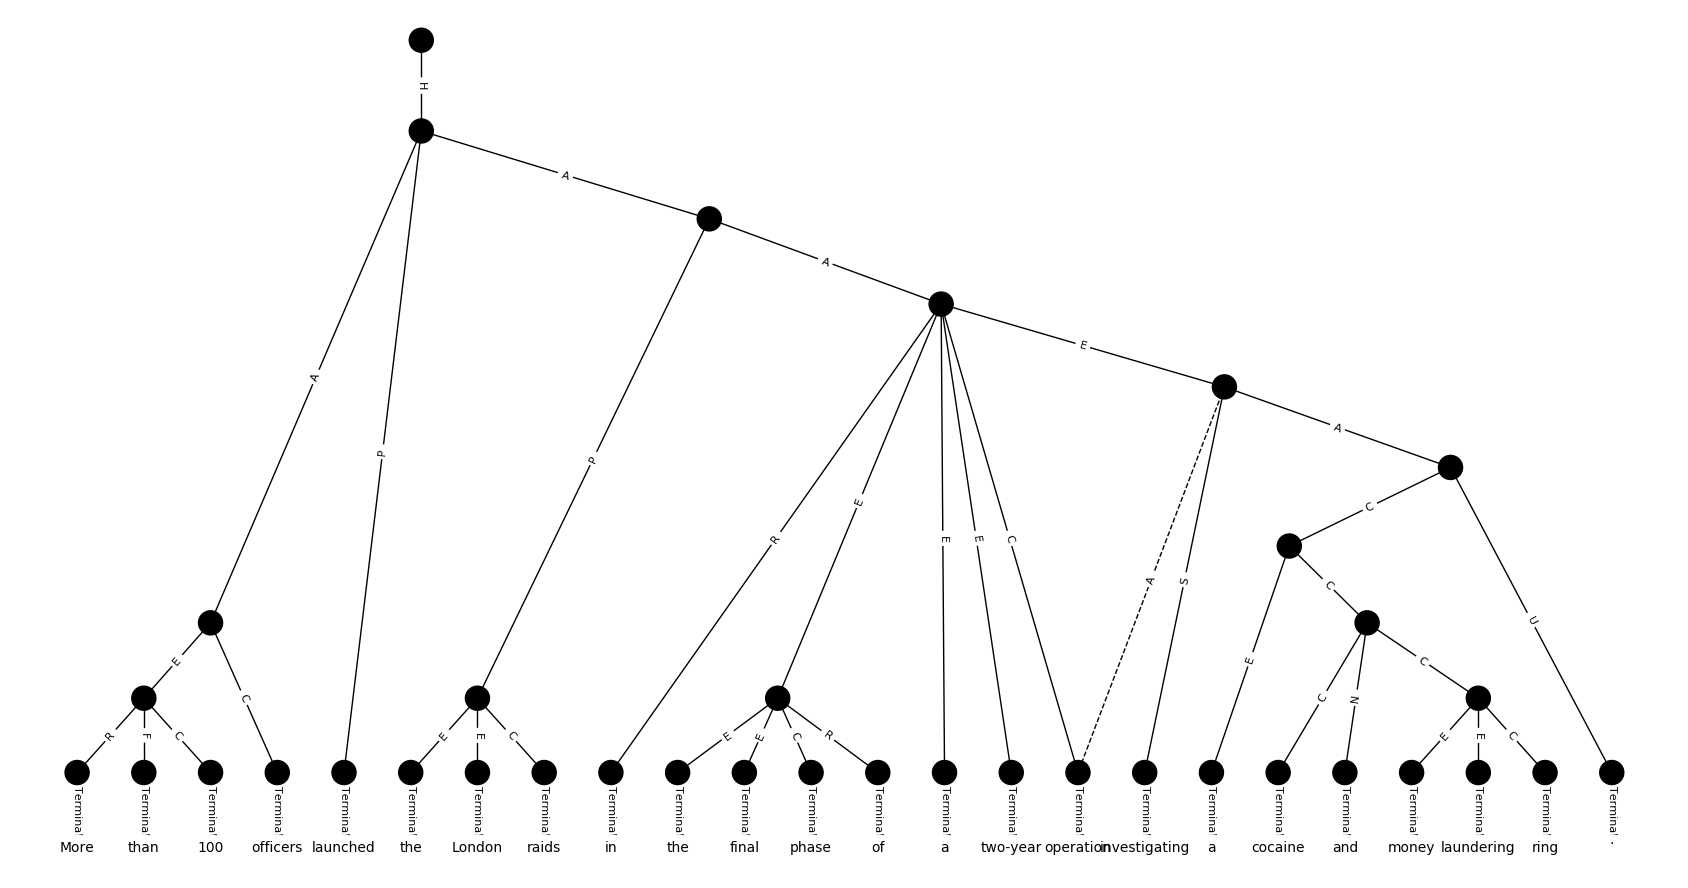 H
A
A
A
E
A
P
P
A
C
U
R
E
E
E
C
A
S
C
E
E
C
C
N
C
R
F
C
E
E
C
E
E
C
R
E
E
C
Terminal Terminal Terminal Terminal Terminal Terminal Terminal Terminal Terminal Terminal Terminal Terminal Terminal Terminal Terminal Terminal Terminal Terminal Terminal Terminal Terminal Terminal Terminal Terminal
More than 100 officers launched the London raids in the final phase of a two-year operation investigating a cocaine and money laundering ring .